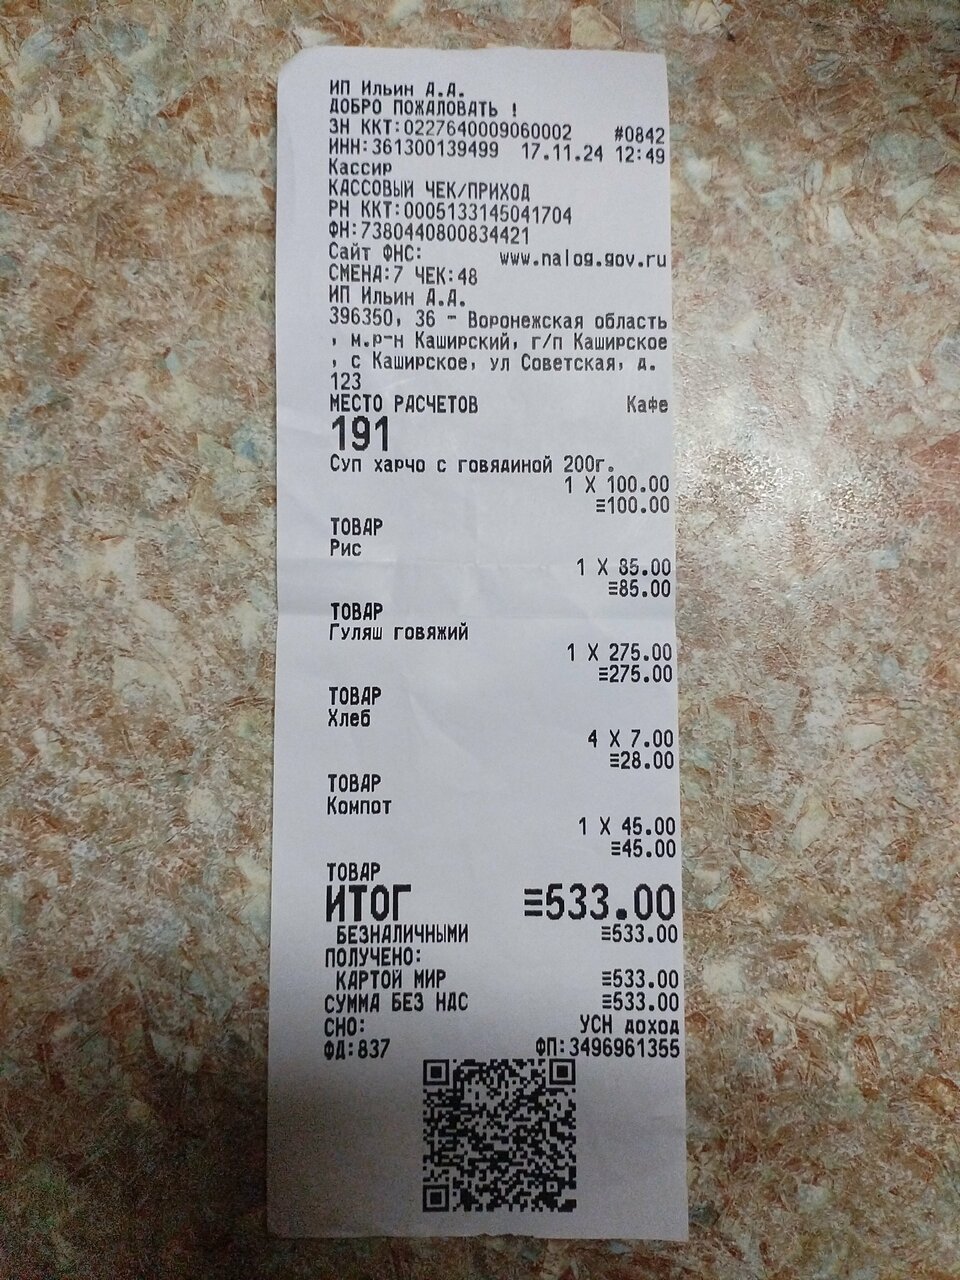 ИП Ильин А.А.
ДОБРО ПОЖАЛОВАТЬ !
ЗН ККТ:0227640009060002 #0842
ИНН:361300139499 17.11.24 12:49
Кассир
КАССОВЫЙ ЧЕК/ПРИХОД
РН ККТ:0005133145041704
ФН:7380440800834421
Сайт ФНС: www.nalog.gov.ru
СМЕНА:7 ЧЕК:48
ИП Ильин А.А.
396350, 36 - Воронежская область
, м.р-н Каширский, г/п Каширское
, с Каширское, ул Советская, д.
123
МЕСТО РАСЧЕТОВ Кафе
191
Суп харчо с говядиной 200г.
1 X 100.00
≡100.00
ТОВАР
Рис
1 X 85.00
≡85.00
ТОВАР
Гуляш говяжий
1 X 275.00
≡275.00
ТОВАР
Хлеб
4 X 7.00
≡28.00
ТОВАР
Компот
1 X 45.00
≡45.00
ТОВАР
ИТОГ ≡533.00
БЕЗНАЛИЧНЫМИ ≡533.00
ПОЛУЧЕНО:
КАРТОЙ МИР ≡533.00
СУММА БЕЗ НДС ≡533.00
СНО: УСН доход
ФД:837 ФП:3496961355